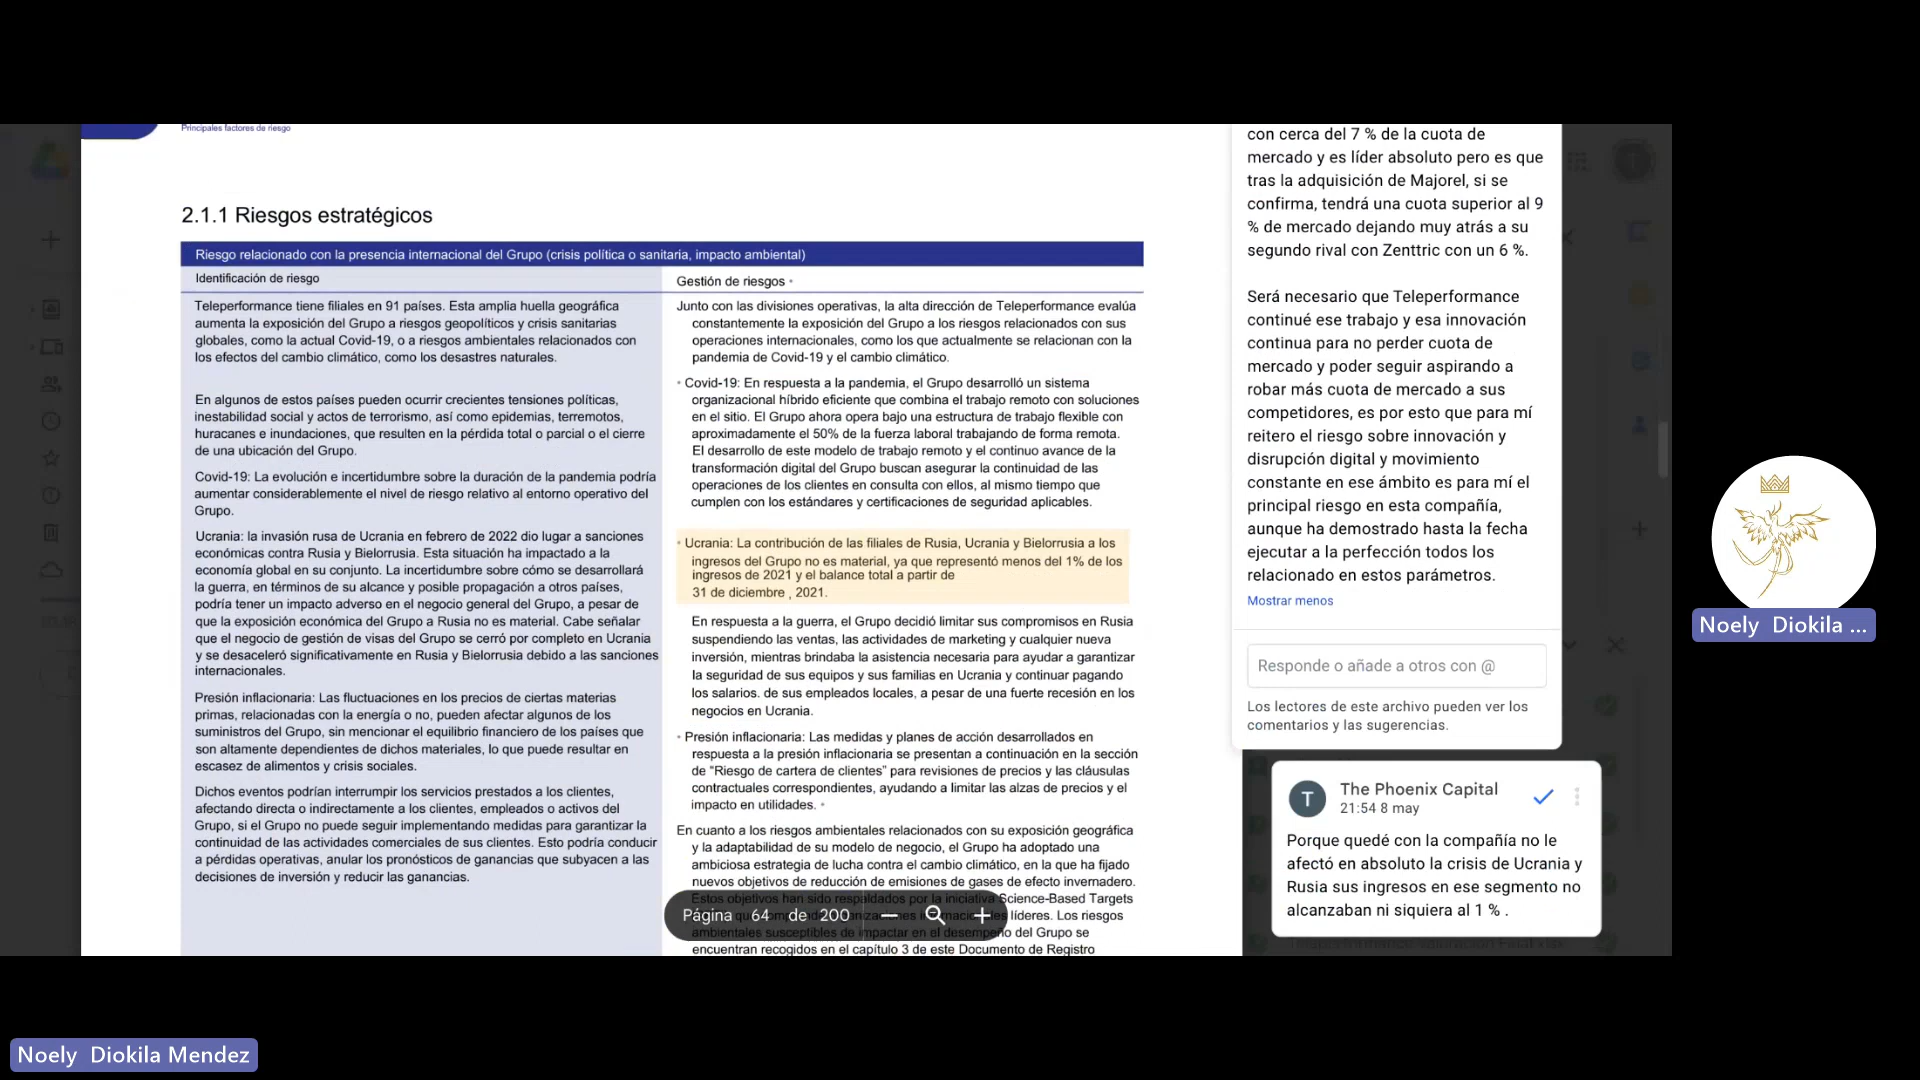 Principales factores de riesgo
2.1.1 Riesgos estratégicos
Riesgo relacionado con la presencia internacional del Grupo (crisis política o sanitaria, impacto ambiental)
Identificación de riesgo
Teleperformance tiene filiales en 91 países. Esta amplia huella geográfica
aumenta la exposición del Grupo a riesgos geopolíticos y crisis sanitarias
globales, como la actual Covid-19, o a riesgos ambientales relacionados con
los efectos del cambio climático, como los desastres naturales.
En algunos de estos países pueden ocurrir crecientes tensiones políticas,
inestabilidad social y actos de terrorismo, así como epidemias, terremotos,
huracanes e inundaciones, que resulten en la pérdida total o parcial o el cierre
de una ubicación del Grupo.
Covid-19: La evolución e incertidumbre sobre la duración de la pandemia podría
aumentar considerablemente el nivel de riesgo relativo al entorno operativo del
Grupo.
Ucrania: la invasión rusa de Ucrania en febrero de 2022 dio lugar a sanciones
económicas contra Rusia y Bielorrusia. Esta situación ha impactado a la
economía global en su conjunto. La incertidumbre sobre cómo se desarrollará
la guerra, en términos de su alcance y posible propagación a otros países,
podría tener un impacto adverso en el negocio general del Grupo, a pesar de
que la exposición económica del Grupo a Rusia no es material. Cabe señalar
que el negocio de gestión de visas del Grupo se cerró por completo en Ucrania
y se desaceleró significativamente en Rusia y Bielorrusia debido a las sanciones
internacionales.
Presión inflacionaria: Las fluctuaciones en los precios de ciertas materias
primas, relacionadas con la energía o no, pueden afectar algunos de los
suministros del Grupo, sin mencionar el equilibrio financiero de los países que
son altamente dependientes de dichos materiales, lo que puede resultar en
escasez de alimentos y crisis sociales.
Dichos eventos podrían interrumpir los servicios prestados a los clientes,
afectando directa o indirectamente a los clientes, empleados o activos del
Grupo, si el Grupo no puede seguir implementando medidas para garantizar la
continuidad de las actividades comerciales de sus clientes. Esto podría conducir
a pérdidas operativas, anular los pronósticos de ganancias que subyacen a las
decisiones de inversión y reducir las ganancias.
Gestión de riesgos •
Junto con las divisiones operativas, la alta dirección de Teleperformance evalúa
constantemente la exposición del Grupo a los riesgos relacionados con sus
operaciones internacionales, como los que actualmente se relacionan con la
pandemia de Covid-19 y el cambio climático.
• Covid-19: En respuesta a la pandemia, el Grupo desarrolló un sistema
organizacional híbrido eficiente que combina el trabajo remoto con soluciones
en el sitio. El Grupo ahora opera bajo una estructura de trabajo flexible con
aproximadamente el 50% de la fuerza laboral trabajando de forma remota.
El desarrollo de este modelo de trabajo remoto y el continuo avance de la
transformación digital del Grupo buscan asegurar la continuidad de las
operaciones de los clientes en consulta con ellos, al mismo tiempo que
cumplen con los estándares y certificaciones de seguridad aplicables.
• Ucrania: La contribución de las filiales de Rusia, Ucrania y Bielorrusia a los
ingresos del Grupo no es material, ya que representó menos del 1% de los
ingresos de 2021 y el balance total a partir de
31 de diciembre , 2021.
En respuesta a la guerra, el Grupo decidió limitar sus compromisos en Rusia
suspendiendo las ventas, las actividades de marketing y cualquier nueva
inversión, mientras brindaba la asistencia necesaria para ayudar a garantizar
la seguridad de sus equipos y sus familias en Ucrania y continuar pagando
los salarios. de sus empleados locales, a pesar de una fuerte recesión en los
negocios en Ucrania.
• Presión inflacionaria: Las medidas y planes de acción desarrollados en
respuesta a la presión inflacionaria se presentan a continuación en la sección
de “Riesgo de cartera de clientes” para revisiones de precios y las cláusulas
contractuales correspondientes, ayudando a limitar las alzas de precios y el
impacto en utilidades. •
En cuanto a los riesgos ambientales relacionados con su exposición geográfica
y la adaptabilidad de su modelo de negocio, el Grupo ha adoptado una
ambiciosa estrategia de lucha contra el cambio climático, en la que ha fijado
nuevos objetivos de reducción de emisiones de gases de efecto invernadero.
Estos objetivos han sido respaldados por la iniciativa Science-Based Targets
líderes. Los riesgos
ambientales susceptibles de impactar en el desempeño del Grupo se
encuentran recogidos en el capítulo 3 de este Documento de Registro
Página 64 de 200
con cerca del 7 % de la cuota de
mercado y es líder absoluto pero es que
tras la adquisición de Majorel, si se
confirma, tendrá una cuota superior al 9
% de mercado dejando muy atrás a su
segundo rival con Zenttric con un 6 %.
Será necesario que Teleperformance
continué ese trabajo y esa innovación
continua para no perder cuota de
mercado y poder seguir aspirando a
robar más cuota de mercado a sus
competidores, es por esto que para mí
reitero el riesgo sobre innovación y
disrupción digital y movimiento
constante en ese ámbito es para mí el
principal riesgo en esta compañía,
aunque ha demostrado hasta la fecha
ejecutar a la perfección todos los
relacionado en estos parámetros.
Mostrar menos
Responde o añade a otros con @
Los lectores de este archivo pueden ver los
comentarios y las sugerencias.
T
The Phoenix Capital
21:54 8 may
Porque quedé con la compañía no le
afectó en absoluto la crisis de Ucrania y
Rusia sus ingresos en ese segmento no
alcanzaban ni siquiera al 1 % .
Noely Diokila ...
Noely Diokila Mendez